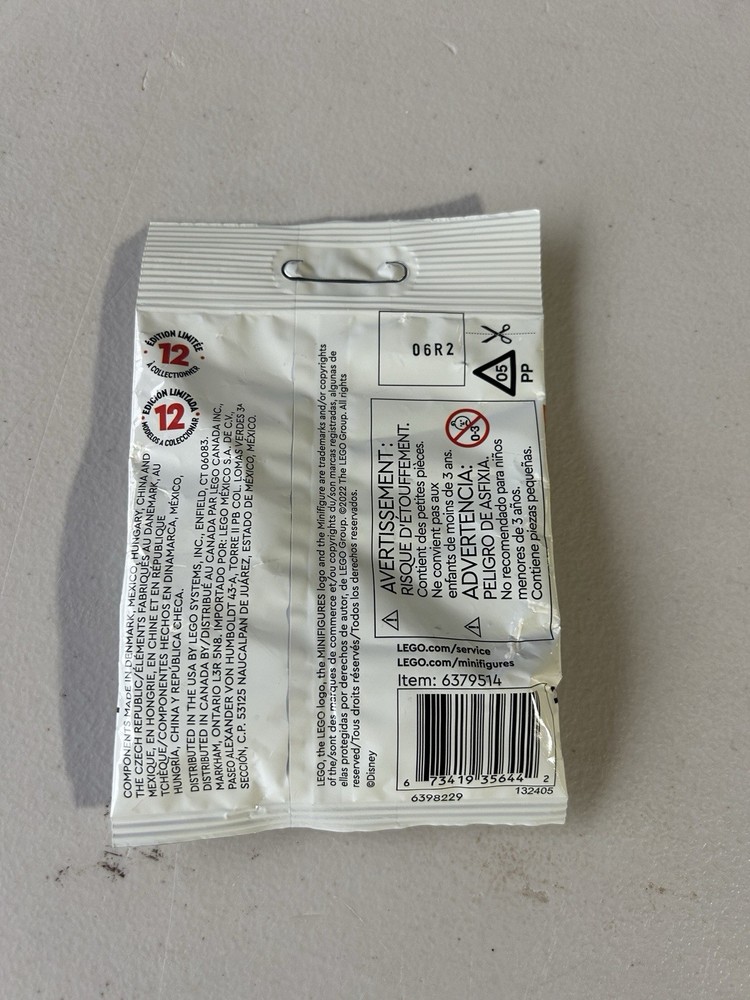 ÉDITION LIMITÉE
12
À COLLECTIONNER
EDICIÓN LIMITADA
12
MODELOS A COLECCIONAR
COMPONENTS MADE IN DENMARK, MEXICO, HUNGARY, CHINA AND
THE CZECH REPUBLIC/ÉLÉMENTS FABRIQUÉS AU DANEMARK, AU
MEXIQUE, EN HONGRIE, EN CHINE ET EN RÉPUBLIQUE
TCHÈQUE/COMPONENTES HECHOS EN DINAMARCA, MÉXICO,
HUNGRÍA, CHINA Y REPÚBLICA CHECA.
DISTRIBUTED IN THE USA BY LEGO SYSTEMS, INC., ENFIELD, CT 06083.
DISTRIBUTED IN CANADA BY/DISTRIBUÉ AU CANADA PAR LEGO CANADA INC.,
MARKHAM, ONTARIO L3R 5N8. IMPORTADO POR: LEGO MÉXICO S.A. DE C.V.,
PASEO ALEXANDER VON HUMBOLDT 43-A, TORRE II PB COL. LOMAS VERDES 3ª
SECCIÓN, C.P. 53125 NAUCALPAN DE JUÁREZ, ESTADO DE MÉXICO, MÉXICO.
LEGO, the LEGO logo, the MINIFIGURES logo and the Minifigure are trademarks and/or copyrights
of the/sont des marques de commerce et/ou copyrights du/son marcas registradas, algunas de
ellas protegidas por derechos de autor, de LEGO Group. ©2022 The LEGO Group. All rights
reserved/Tous droits réservés/Todos los derechos reservados.
©Disney
06R2
05
PP
0-3
AVERTISSEMENT :
RISQUE D'ÉTOUFFEMENT.
Contient des petites pièces.
Ne convient pas aux
enfants de moins de 3 ans.
ADVERTENCIA:
PELIGRO DE ASFIXIA.
No recomendado para niños
menores de 3 años.
Contiene piezas pequeñas.
LEGO.com/service
LEGO.com/minifigures
Item: 6379514
6 73419 35644 2
6398229
132405